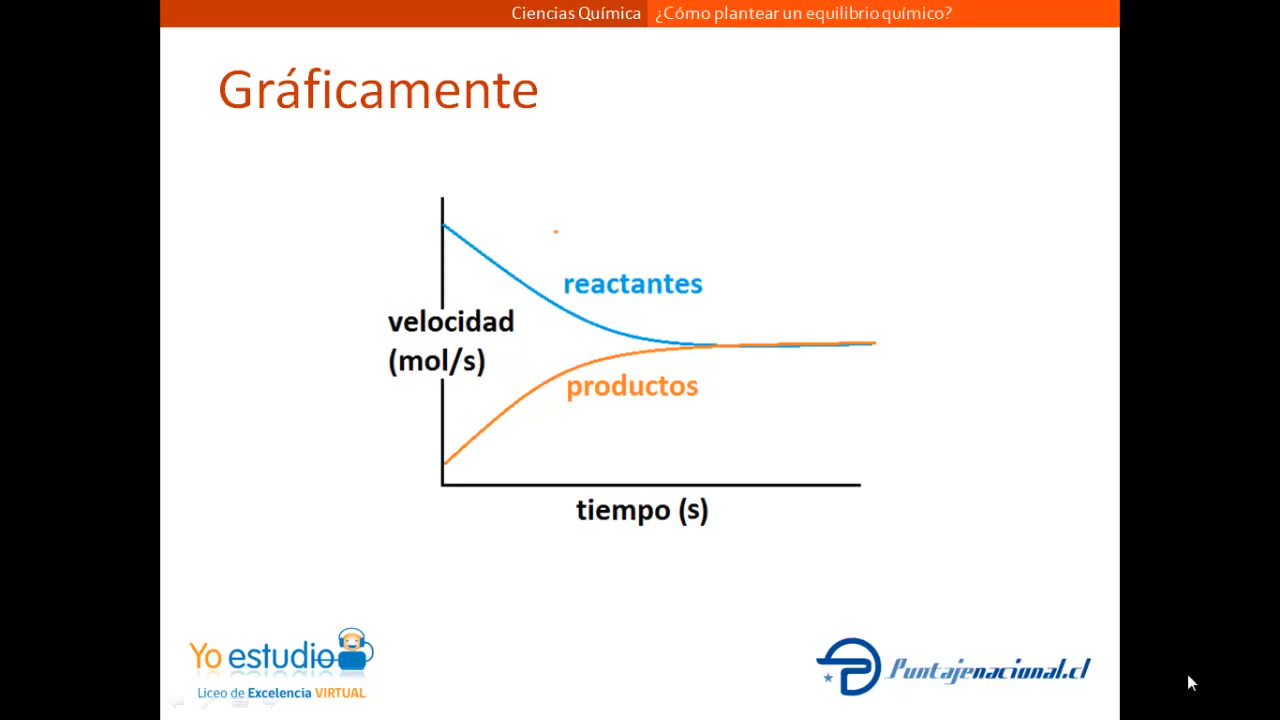 Ciencias Química ¿Cómo plantear un equilibrio químico?
Gráficamente
reactantes
velocidad
(mol/s)
productos
tiempo (s)
Yo estudio
Liceo de Excelencia VIRTUAL
Puntajenacional.cl